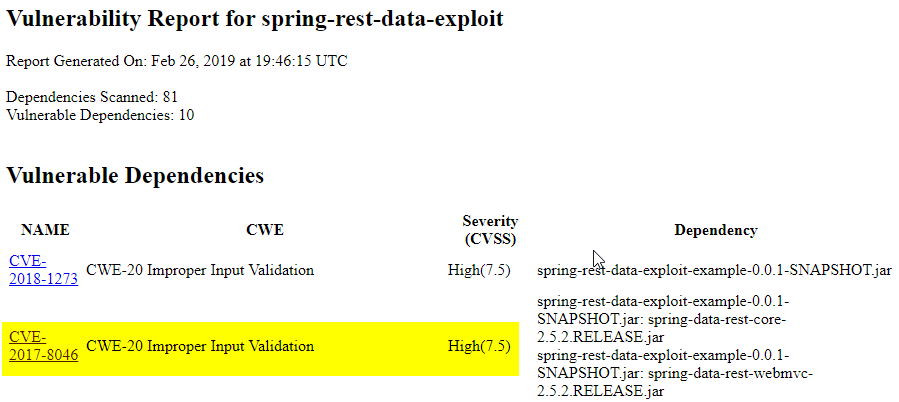 Vulnerability Report for spring-rest-data-exploit
Report Generated On: Feb 26, 2019 at 19:46:15 UTC
Dependencies Scanned: 81
Vulnerable Dependencies: 10
Vulnerable Dependencies
NAME CWE Severity (CVSS) Dependency
CVE-
2018-1273 CWE-20 Improper Input Validation High(7.5) spring-rest-data-exploit-example-0.0.1-SNAPSHOT.jar
CVE-
2017-8046 CWE-20 Improper Input Validation High(7.5)
spring-rest-data-exploit-example-0.0.1-
SNAPSHOT.jar: spring-data-rest-core-
2.5.2.RELEASE.jar
spring-rest-data-exploit-example-0.0.1-
SNAPSHOT.jar: spring-data-rest-webmvc-
2.5.2.RELEASE.jar